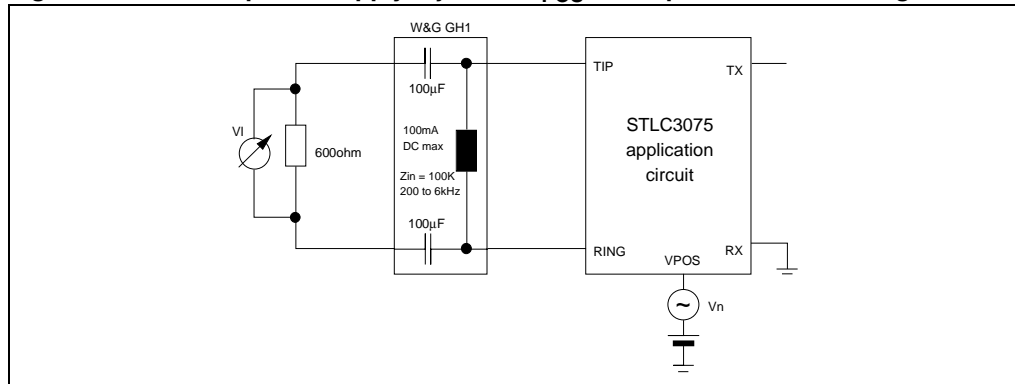 W&G GH1
100µF
TIP
TX
VI
600ohm
100mA
DC max
Zin = 100K
200 to 6kHz
STLC3075
application
circuit
100µF
RING
RX
VPOS
~
Vn